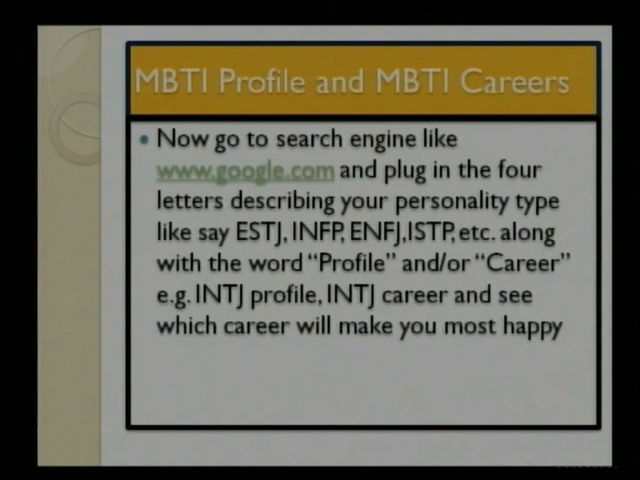 MBTI Profile and MBTI Careers
Now go to search engine like
www.google.com and plug in the four
letters describing your personality type
like say ESTJ, INFP, ENFJ,ISTP, etc. along
with the word “Profile” and/or “Career”
e.g. INTJ profile, INTJ career and see
which career will make you most happy